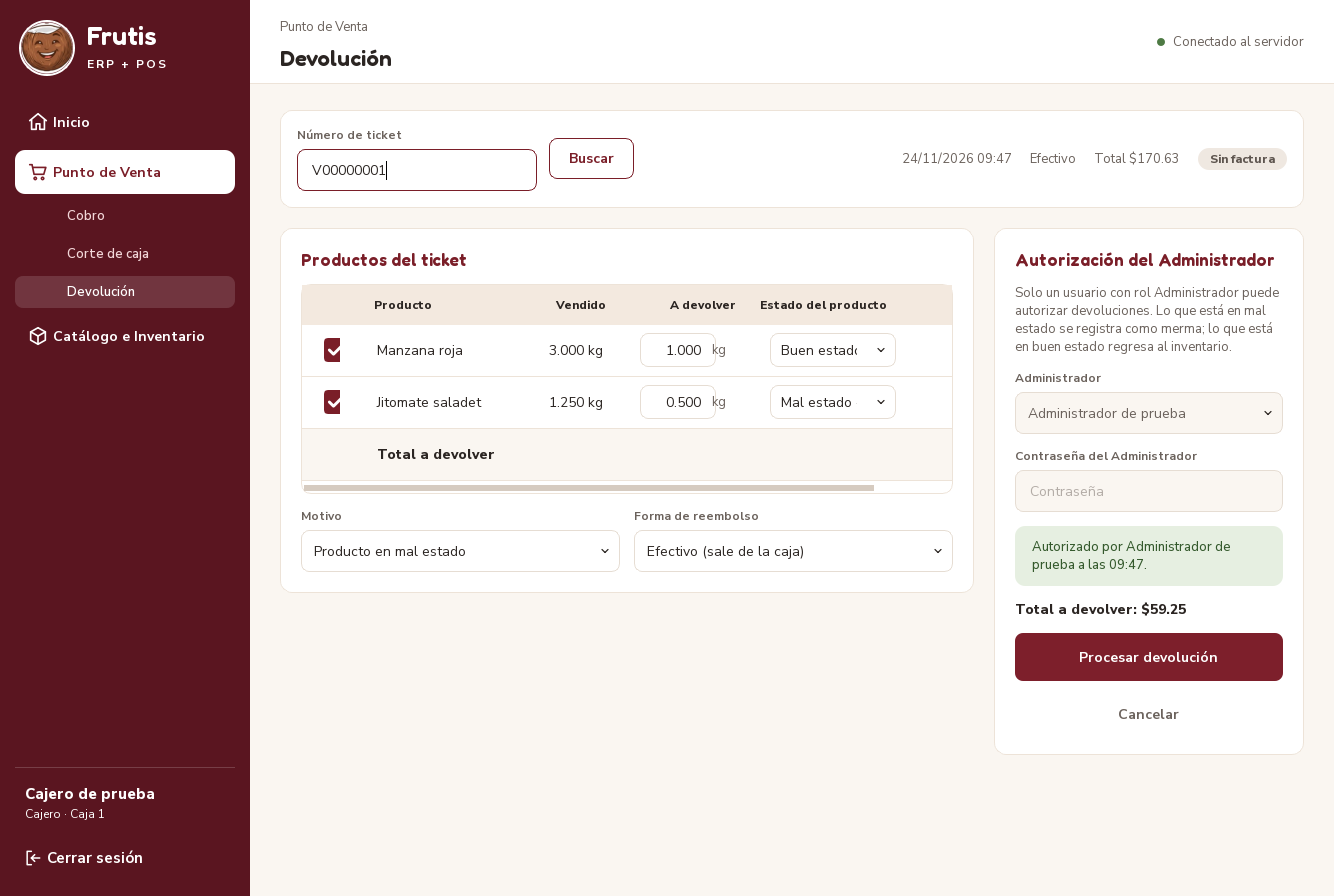 Frutis
ERP + POS
Inicio
Punto de Venta
Cobro
Corte de caja
Devolución
Catálogo e Inventario
Cajero de prueba
Cajero · Caja 1
Cerrar sesión
Punto de Venta
Devolución
Conectado al servidor
Número de ticket
V00000001
Buscar
24/11/2026 09:47 Efectivo Total $170.63 Sin factura
Productos del ticket
Producto Vendido A devolver Estado del producto
Manzana roja 3.000 kg 1.000 kg Buen estado
Jitomate saladet 1.250 kg 0.500 kg Mal estado
Total a devolver
Motivo
Producto en mal estado
Forma de reembolso
Efectivo (sale de la caja)
Autorización del Administrador
Solo un usuario con rol Administrador puede
autorizar devoluciones. Lo que está en mal
estado se registra como merma; lo que está
en buen estado regresa al inventario.
Administrador
Administrador de prueba
Contraseña del Administrador
Contraseña
Autorizado por Administrador de
prueba a las 09:47.
Total a devolver: $59.25
Procesar devolución
Cancelar